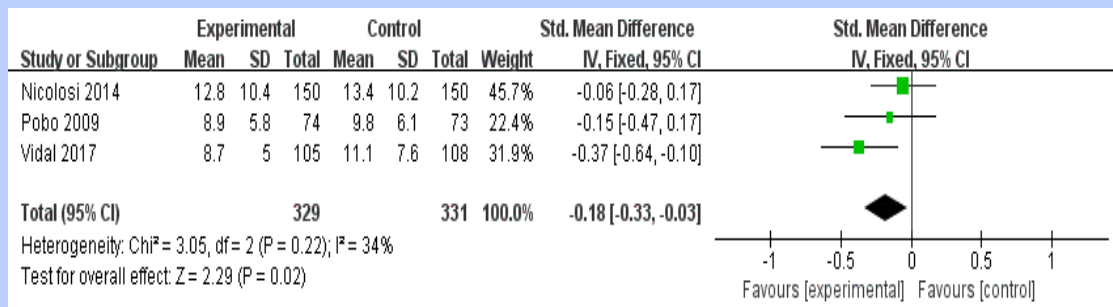 Experimental Control Std. Mean Difference Std. Mean Difference
Study or Subgroup Mean SD Total Mean SD Total Weight IV, Fixed, 95% CI IV, Fixed, 95% CI
Nicolosi 2014 12.8 10.4 150 13.4 10.2 150 45.7% -0.06 [-0.28, 0.17]
Pobo 2009 8.9 5.8 74 9.8 6.1 73 22.4% -0.15 [-0.47, 0.17]
Vidal 2017 8.7 5 105 11.1 7.6 108 31.9% -0.37 [-0.64, -0.10]
Total (95% CI) 329 331 100.0% -0.18 [-0.33, -0.03]
Heterogeneity: Chi² = 3.05, df = 2 (P = 0.22); I² = 34%
Test for overall effect: Z = 2.29 (P = 0.02)
-1 -0.5 0 0.5 1
Favours [experimental] Favours [control]